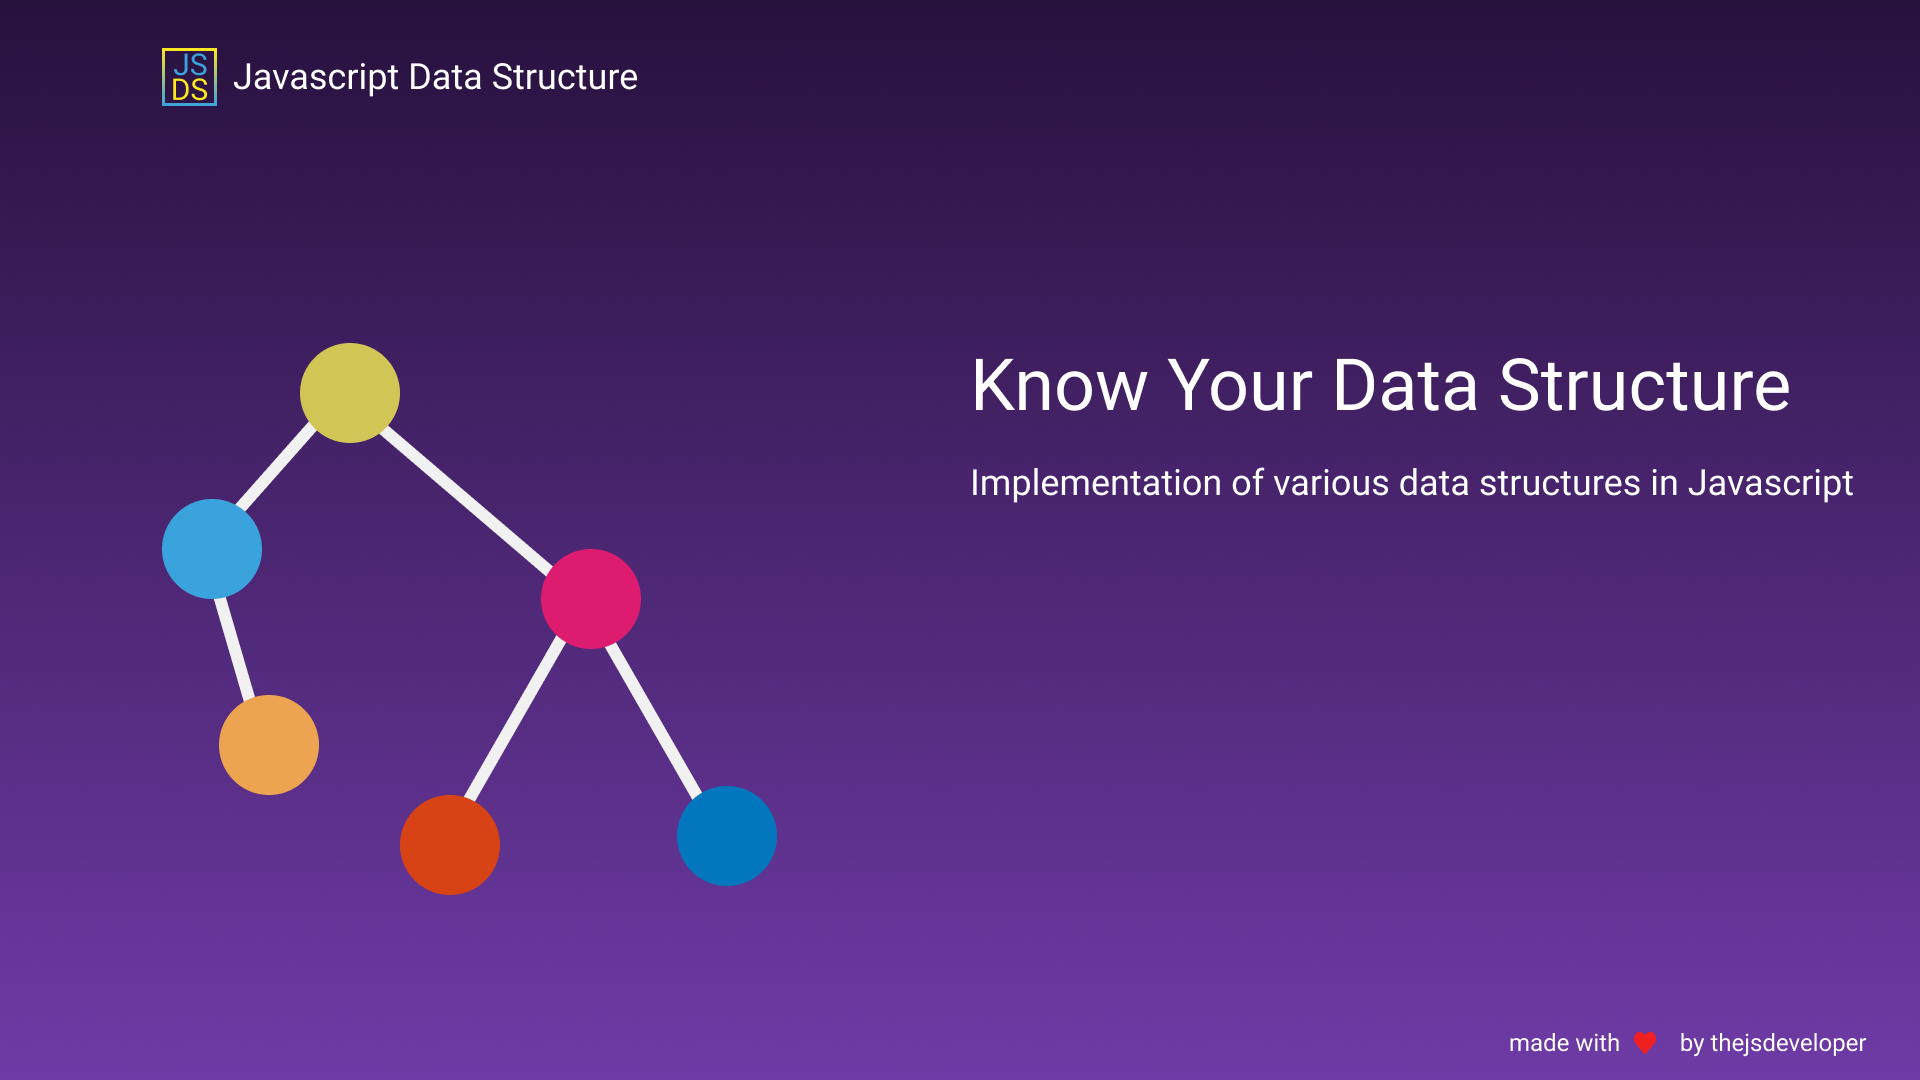 JS
DS
Javascript Data Structure
Know Your Data Structure
Implementation of various data structures in Javascript
made with by thejsdeveloper